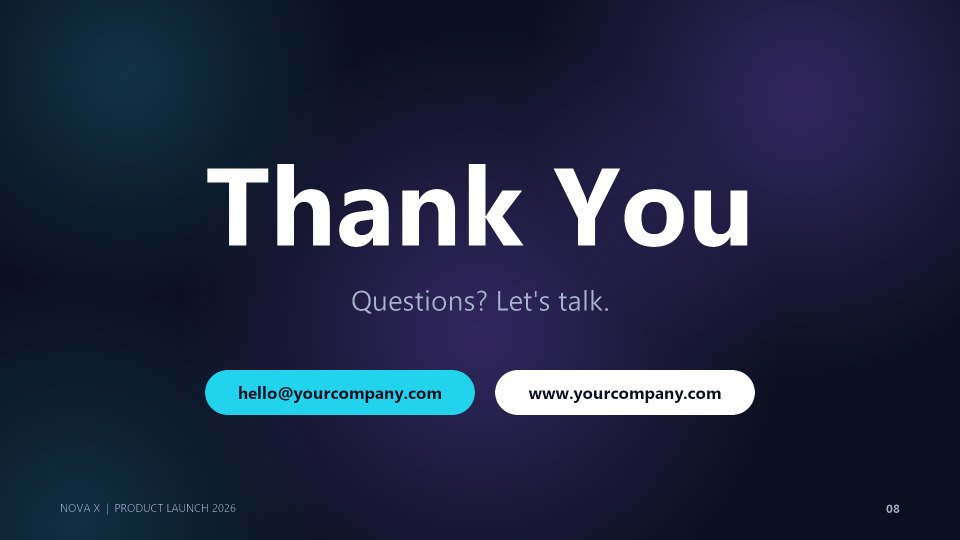 Thank You
Questions? Let's talk.
hello@yourcompany.com
www.yourcompany.com
NOVA X | PRODUCT LAUNCH 2026
08